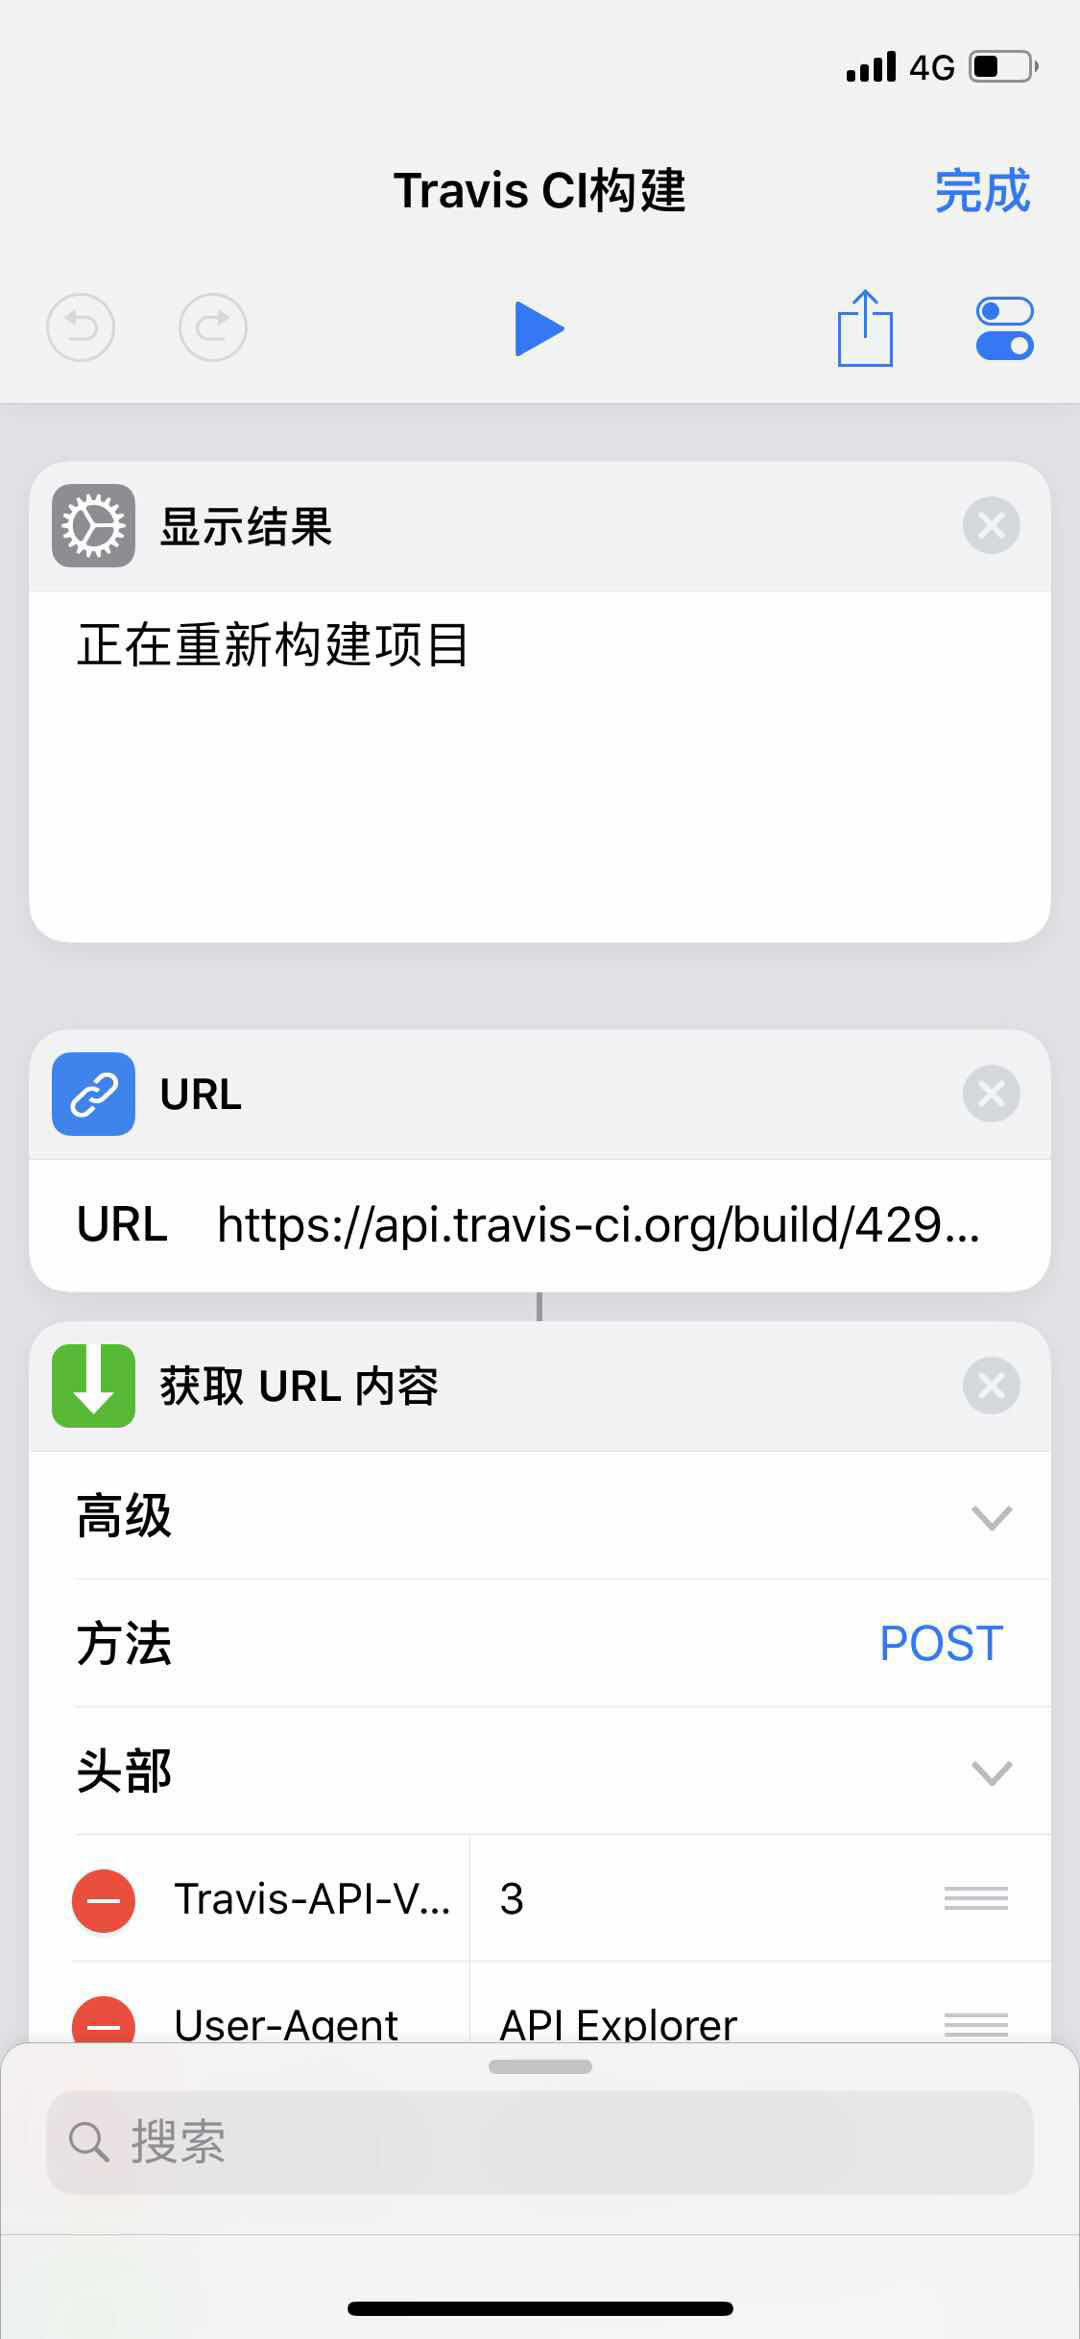 4G
Travis CI构建
完成
显示结果
正在重新构建项目
URL
URL https://api.travis-ci.org/build/429...
获取 URL 内容
高级
方法 POST
头部
Travis-API-V... 3
User-Agent API Explorer
搜索